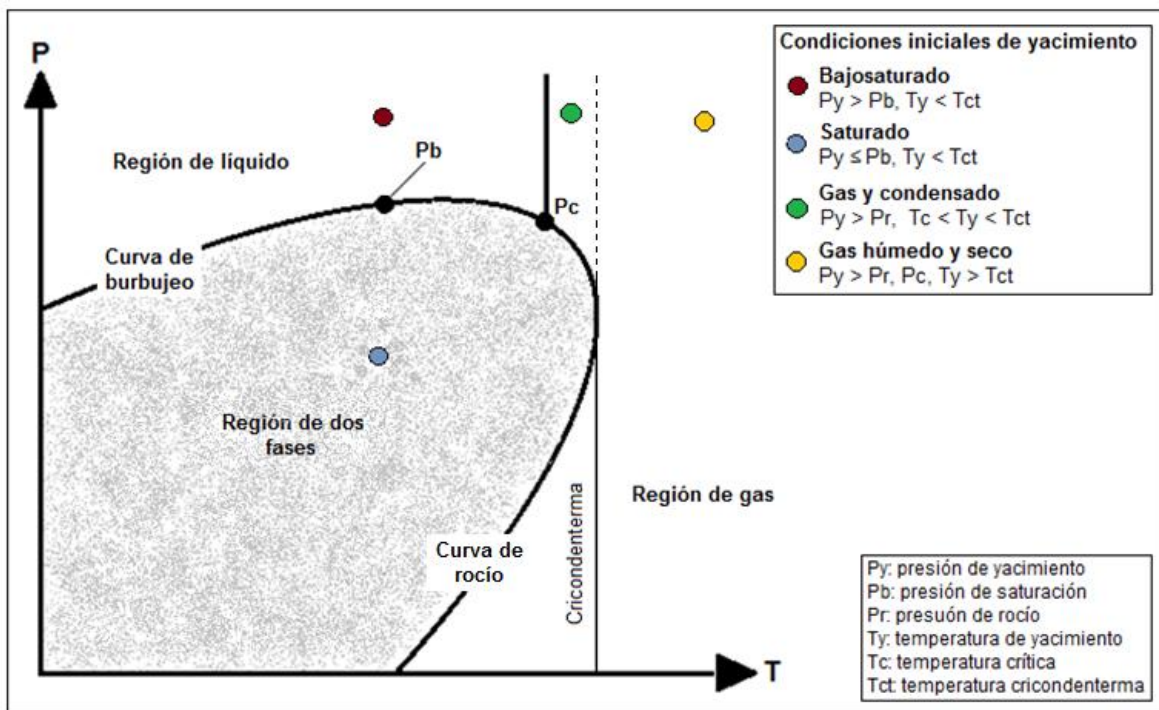 P
Región de líquido
Pb
Pc
Curva de
burbujeo
Región de dos
fases
Curva de
rocío
Cricondenterma
Región de gas
T
Condiciones iniciales de yacimiento
Bajosaturado
Py > Pb, Ty < Tct
Saturado
Py ≤ Pb, Ty < Tct
Gas y condensado
Py > Pr, Tc < Ty < Tct
Gas húmedo y seco
Py > Pr, Pc, Ty > Tct
Py: presión de yacimiento
Pb: presión de saturación
Pr: presuón de rocío
Ty: temperatura de yacimiento
Tc: temperatura crítica
Tct: temperatura cricondenterma